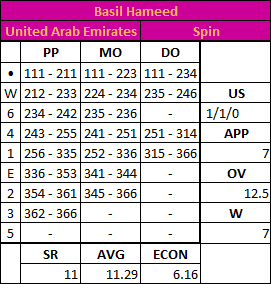 Basil Hameed
United Arab Emirates Spin
PP MO DO
• 111 - 211 111 - 223 111 - 234
W 212 - 233 224 - 234 235 - 246 US
6 234 - 242 235 - 236 - 1/1/0
4 243 - 255 241 - 251 251 - 314 APP
1 256 - 335 252 - 336 315 - 366 7
E 336 - 353 341 - 344 - OV
2 354 - 361 345 - 366 - 12.5
3 362 - 366 - - W
5 - - - 7
SR AVG ECON
11 11.29 6.16